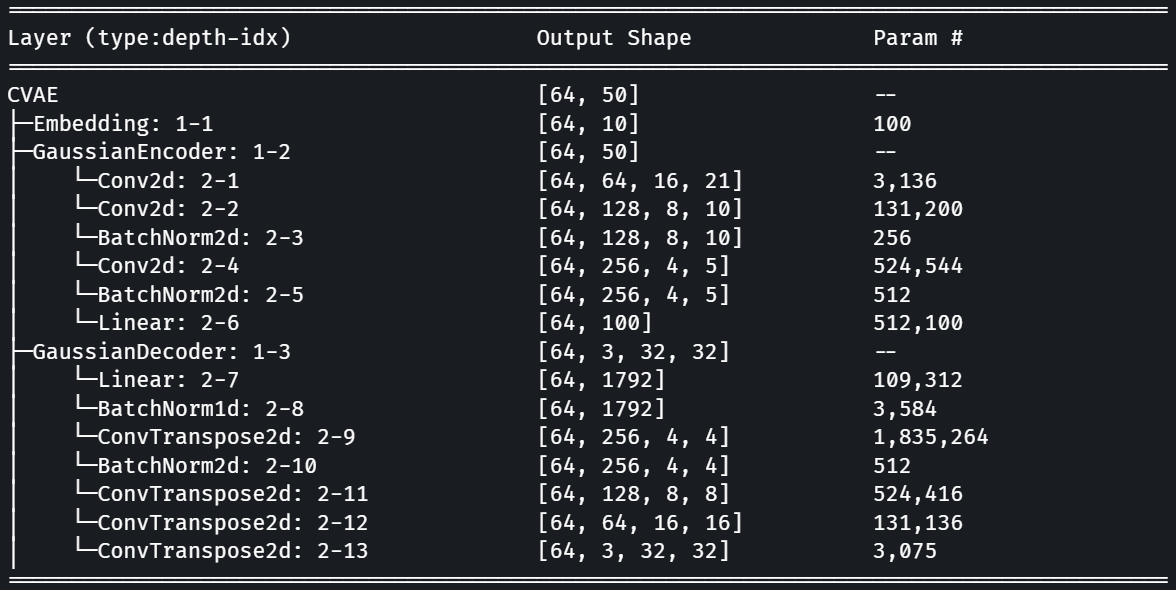 Layer (type:depth-idx) Output Shape Param #
CVAE [64, 50] --
├─Embedding: 1-1 [64, 10] 100
├─GaussianEncoder: 1-2 [64, 50] --
│    └─Conv2d: 2-1 [64, 64, 16, 21] 3,136
│    └─Conv2d: 2-2 [64, 128, 8, 10] 131,200
│    └─BatchNorm2d: 2-3 [64, 128, 8, 10] 256
│    └─Conv2d: 2-4 [64, 256, 4, 5] 524,544
│    └─BatchNorm2d: 2-5 [64, 256, 4, 5] 512
│    └─Linear: 2-6 [64, 100] 512,100
├─GaussianDecoder: 1-3 [64, 3, 32, 32] --
│    └─Linear: 2-7 [64, 1792] 109,312
│    └─BatchNorm1d: 2-8 [64, 1792] 3,584
│    └─ConvTranspose2d: 2-9 [64, 256, 4, 4] 1,835,264
│    └─BatchNorm2d: 2-10 [64, 256, 4, 4] 512
│    └─ConvTranspose2d: 2-11 [64, 128, 8, 8] 524,416
│    └─ConvTranspose2d: 2-12 [64, 64, 16, 16] 131,136
│    └─ConvTranspose2d: 2-13 [64, 3, 32, 32] 3,075